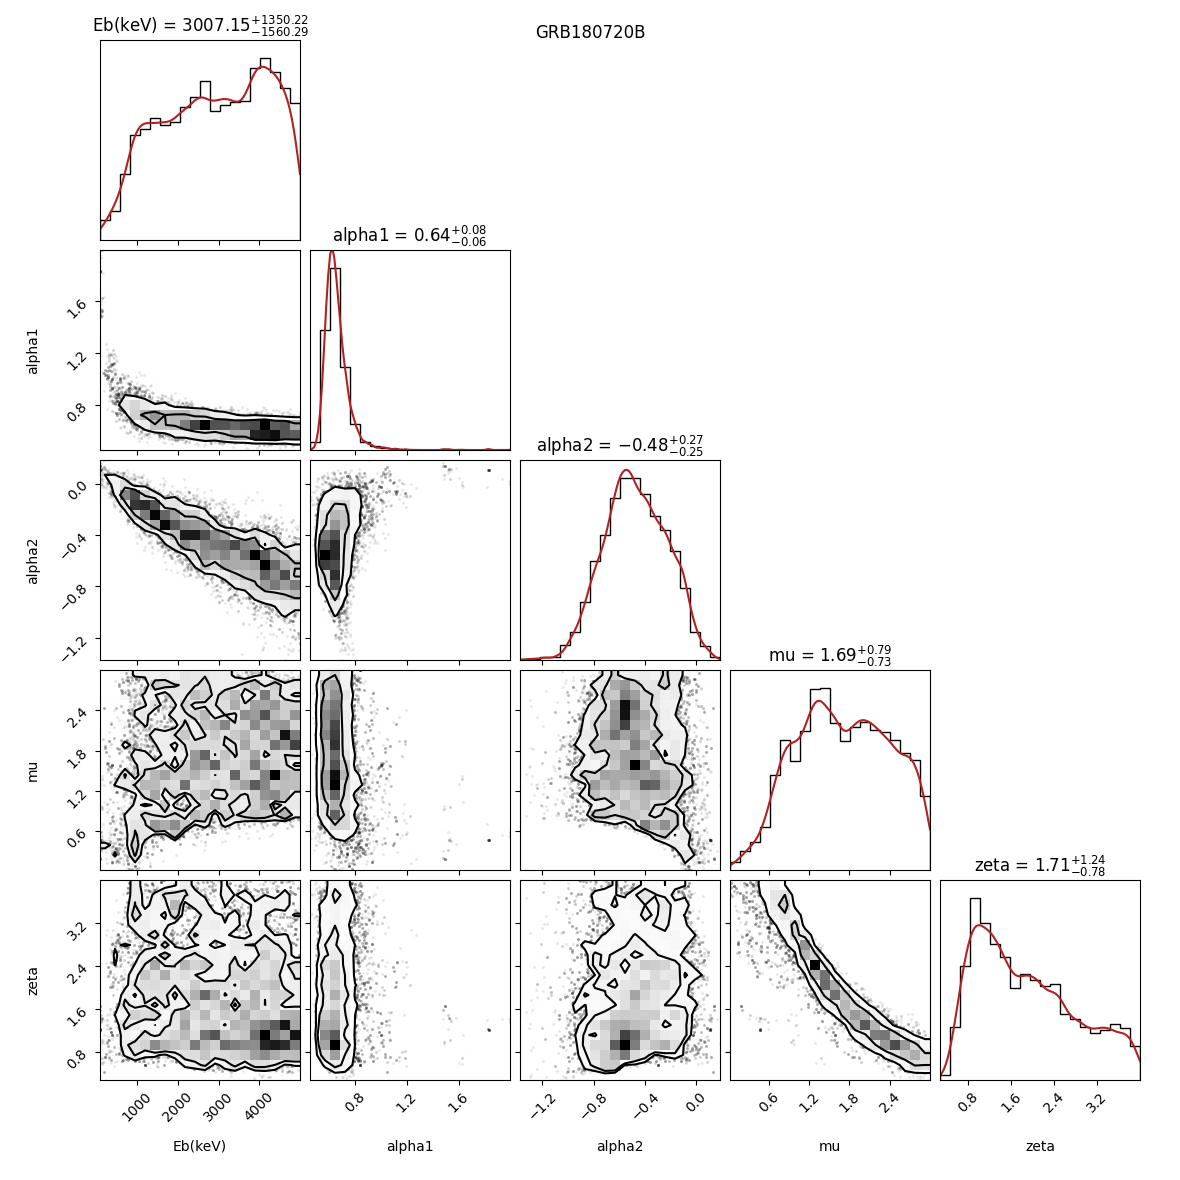 Eb(keV) = 3007.15+1350.22−1560.29
GRB180720B
alpha1 = 0.64+0.08−0.06
alpha1
1.6
1.2
0.8
alpha2 = −0.48+0.27−0.25
alpha2
0.0
−0.4
−0.8
−1.2
mu = 1.69+0.79−0.73
mu
2.4
1.8
1.2
0.6
zeta = 1.71+1.24−0.78
zeta
3.2
2.4
1.6
0.8
1000 2000 3000 4000
0.8 1.2 1.6
−1.2 −0.8 −0.4 0.0
0.6 1.2 1.8 2.4
0.8 1.6 2.4 3.2
Eb(keV) alpha1 alpha2 mu zeta